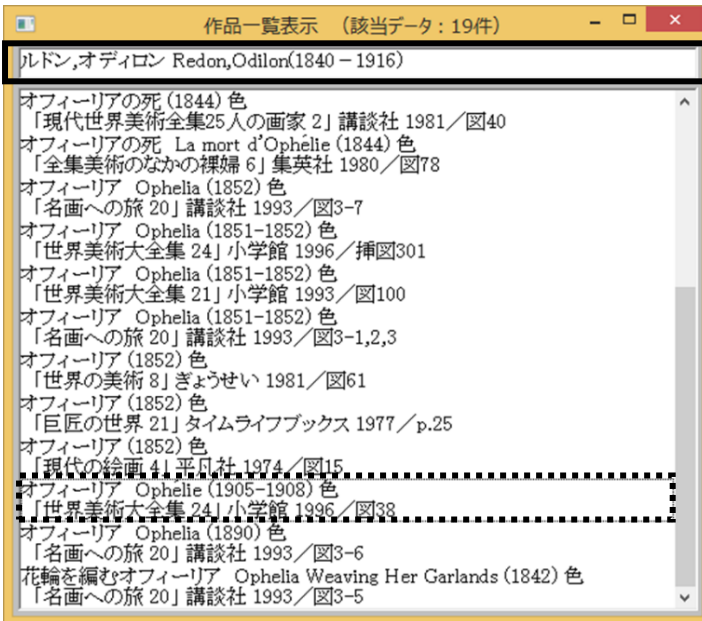 作品一覧表示 （該当データ：19件）
ルドン,オディロン Redon,Odilon(1840－1916)
オフィーリアの死 (1844) 色
「現代世界美術全集25人の画家 2」 講談社 1981／図40
オフィーリアの死 La mort d'Ophélie (1844) 色
「全集美術のなかの裸婦 6」 集英社 1980／図78
オフィーリア Ophelia (1852) 色
「名画への旅 20」 講談社 1993／図3-7
オフィーリア Ophelia (1851-1852) 色
「世界美術大全集 24」 小学館 1996／挿図301
オフィーリア Ophelia (1851-1852) 色
「世界美術大全集 21」 小学館 1993／図100
オフィーリア Ophelia (1851-1852) 色
「名画への旅 20」 講談社 1993／図3-1,2,3
オフィーリア (1852) 色
「世界の美術 8」 ぎょうせい 1981／図61
オフィーリア (1852) 色
「巨匠の世界 21」 タイムライフブックス 1977／p.25
オフィーリア (1852) 色
「現代の絵画 4」 平凡社 1974／図15
オフィーリア Ophélie (1905-1908) 色
「世界美術大全集 24」 小学館 1996／図38
オフィーリア Ophelia (1890) 色
「名画への旅 20」 講談社 1993／図3-6
花輪を編むオフィーリア Ophelia Weaving Her Garlands (1842) 色
「名画への旅 20」 講談社 1993／図3-5